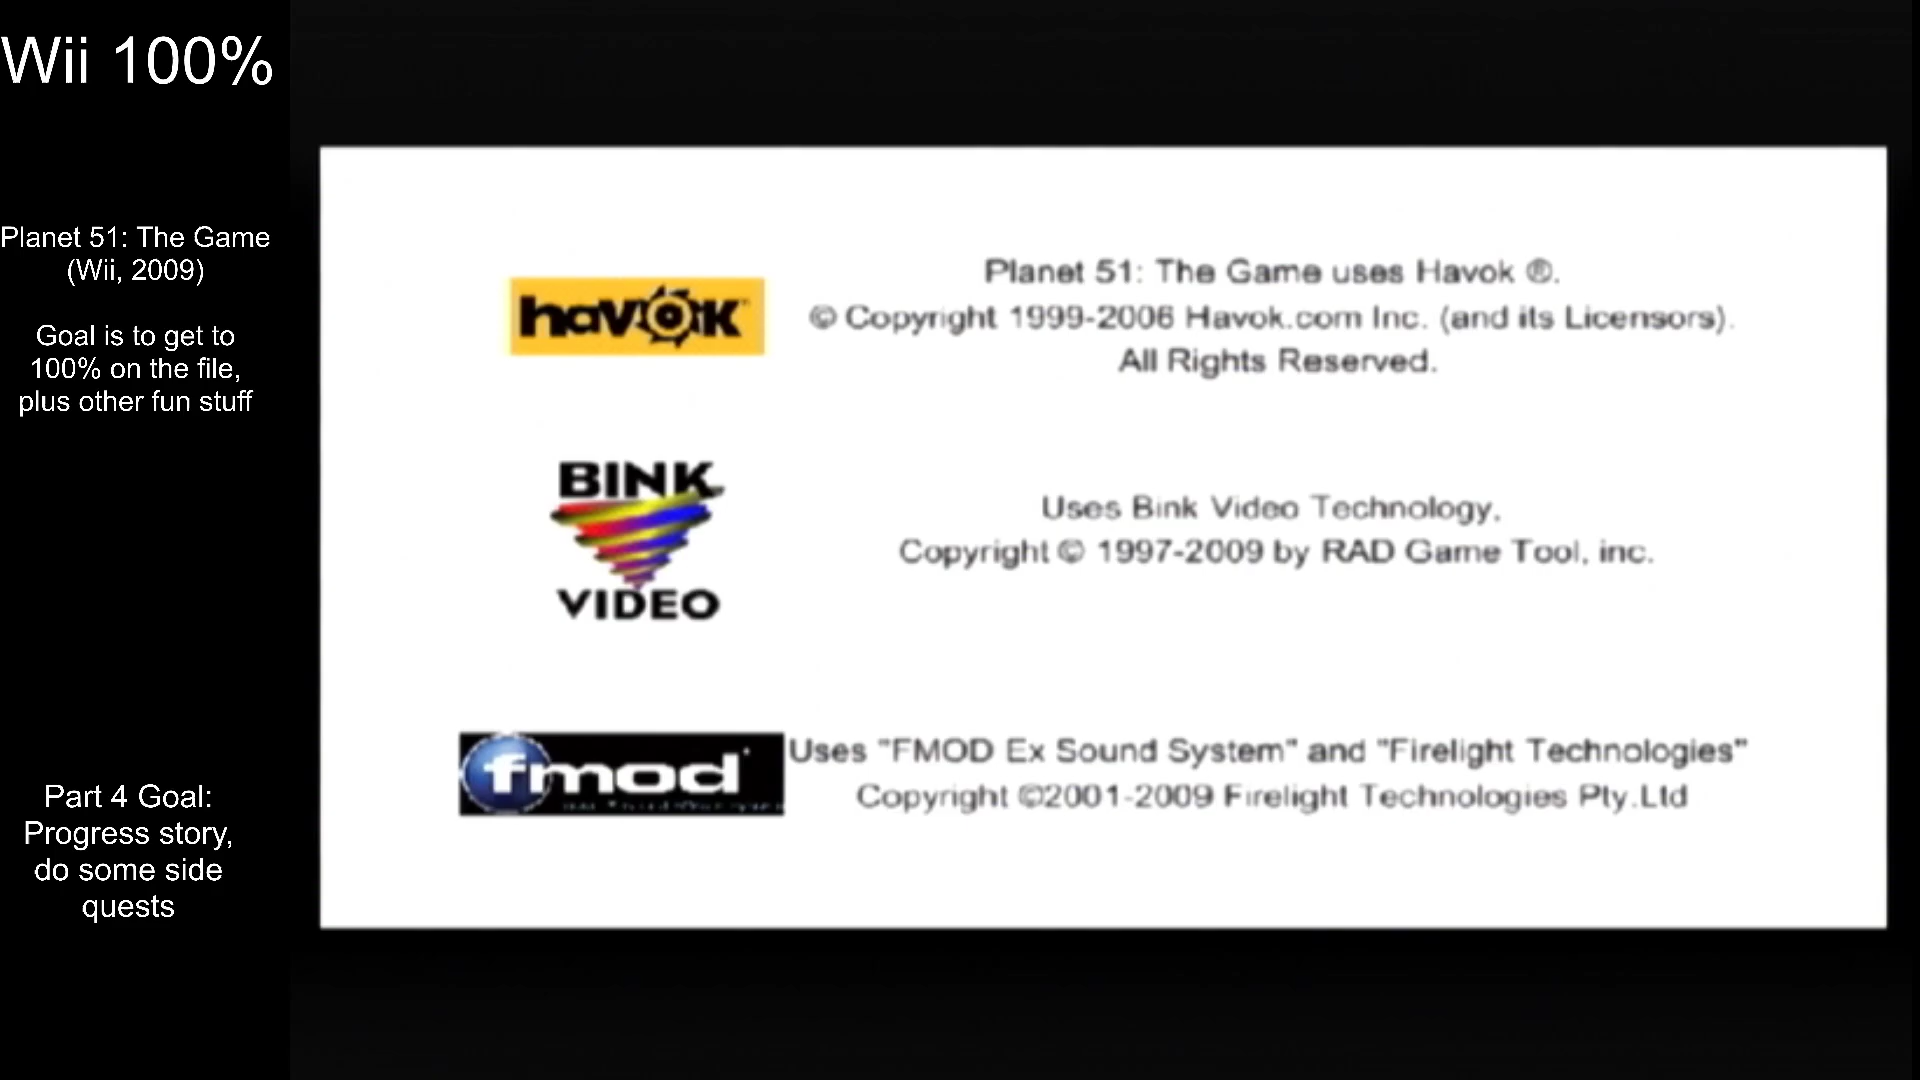 Wii 100%
Planet 51: The Game
(Wii, 2009)
Goal is to get to
100% on the file,
plus other fun stuff
Part 4 Goal:
Progress story,
do some side
quests
havok
Planet 51: The Game uses Havok ®.
© Copyright 1999-2006 Havok.com Inc. (and its Licensors).
All Rights Reserved.
BINK
VIDEO
Uses Bink Video Technology.
Copyright © 1997-2009 by RAD Game Tool, inc.
fmod
Uses "FMOD Ex Sound System" and "Firelight Technologies"
Copyright ©2001-2009 Firelight Technologies Pty.Ltd